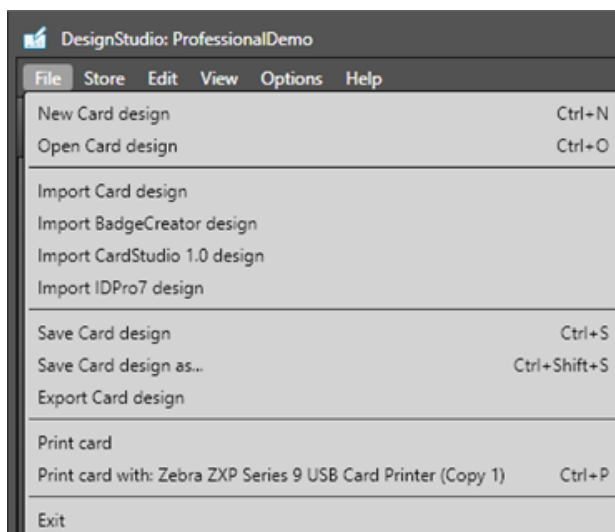 DesignStudio: ProfessionalDemo
File Store Edit View Options Help
New Card design Ctrl+N
Open Card design Ctrl+O
Import Card design
Import BadgeCreator design
Import CardStudio 1.0 design
Import IDPro7 design
Save Card design Ctrl+S
Save Card design as... Ctrl+Shift+S
Export Card design
Print card
Print card with: Zebra ZXP Series 9 USB Card Printer (Copy 1) Ctrl+P
Exit